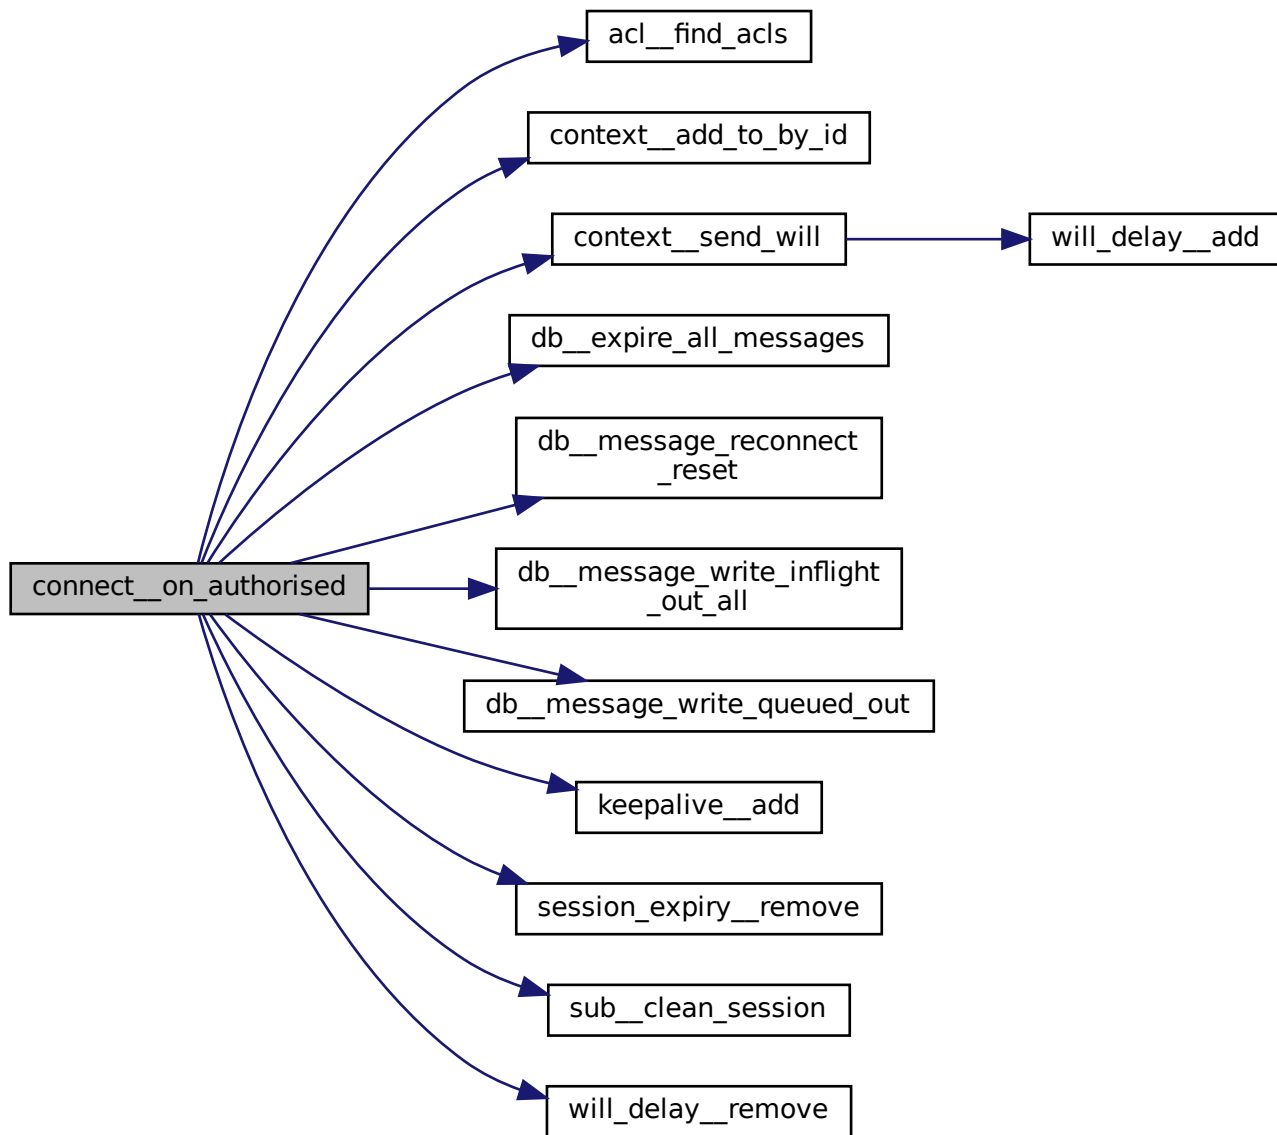 acl__find_acls
context__add_to_by_id
context__send_will
will_delay__add
db__expire_all_messages
db__message_reconnect
_reset
connect__on_authorised
db__message_write_inflight
_out_all
db__message_write_queued_out
keepalive__add
session_expiry__remove
sub__clean_session
will_delay__remove